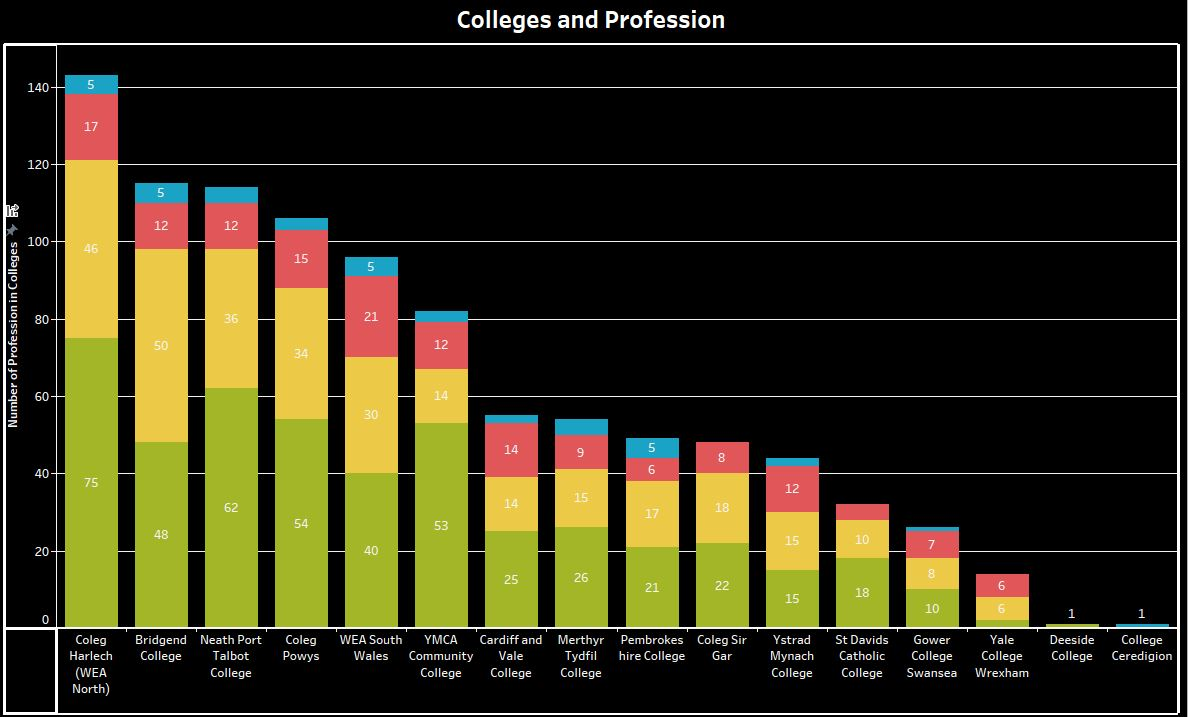 Colleges and Profession
Number of Profession in Colleges
140
120
100
80
60
40
20
0
5
17
46
75
5
12
50
48
12
36
62
15
34
54
5
21
30
40
12
14
53
14
14
25
9
15
26
5
6
17
21
8
18
22
12
15
15
10
18
7
8
10
6
6
1
1
Coleg
Harlech
(WEA
North)
Bridgend
College
Neath Port
Talbot
College
Coleg
Powys
WEA South
Wales
YMCA
Community
College
Cardiff and
Vale
College
Merthyr
Tydfil
College
Pembrokes
hire College
Coleg Sir
Gar
Ystrad
Mynach
College
St Davids
Catholic
College
Gower
College
Swansea
Yale
College
Wrexham
Deeside
College
College
Ceredigion